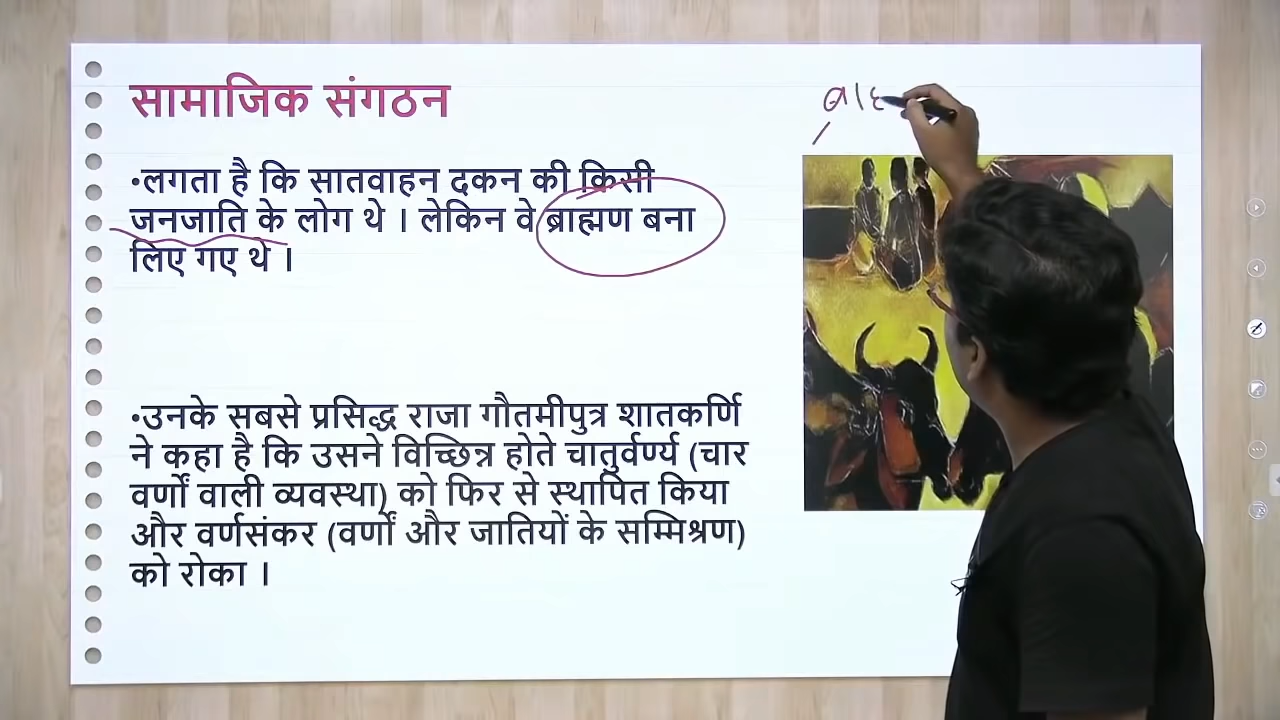 सामाजिक संगठन
•लगता है कि सातवाहन दकन की किसी
जनजाति के लोग थे । लेकिन वे ब्राह्मण बना
लिए गए थे ।
•उनके सबसे प्रसिद्ध राजा गौतमीपुत्र शातकर्णि
ने कहा है कि उसने विच्छिन्न होते चातुर्वर्ण्य (चार
वर्णों वाली व्यवस्था) को फिर से स्थापित किया
और वर्णसंकर (वर्णों और जातियों के सम्मिश्रण)
को रोका ।